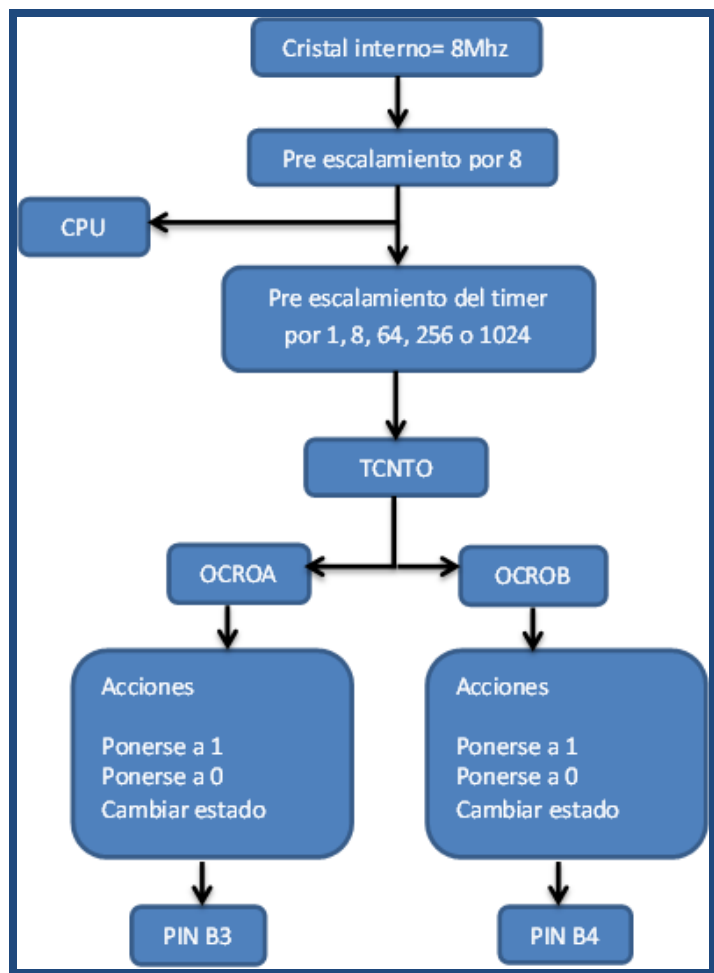 Cristal interno= 8Mhz
Pre escalamiento por 8
CPU
Pre escalamiento del timer
por 1, 8, 64, 256 o 1024
TCNTO
OCROA
OCROB
Acciones
Ponerse a 1
Ponerse a 0
Cambiar estado
Acciones
Ponerse a 1
Ponerse a 0
Cambiar estado
PIN B3
PIN B4